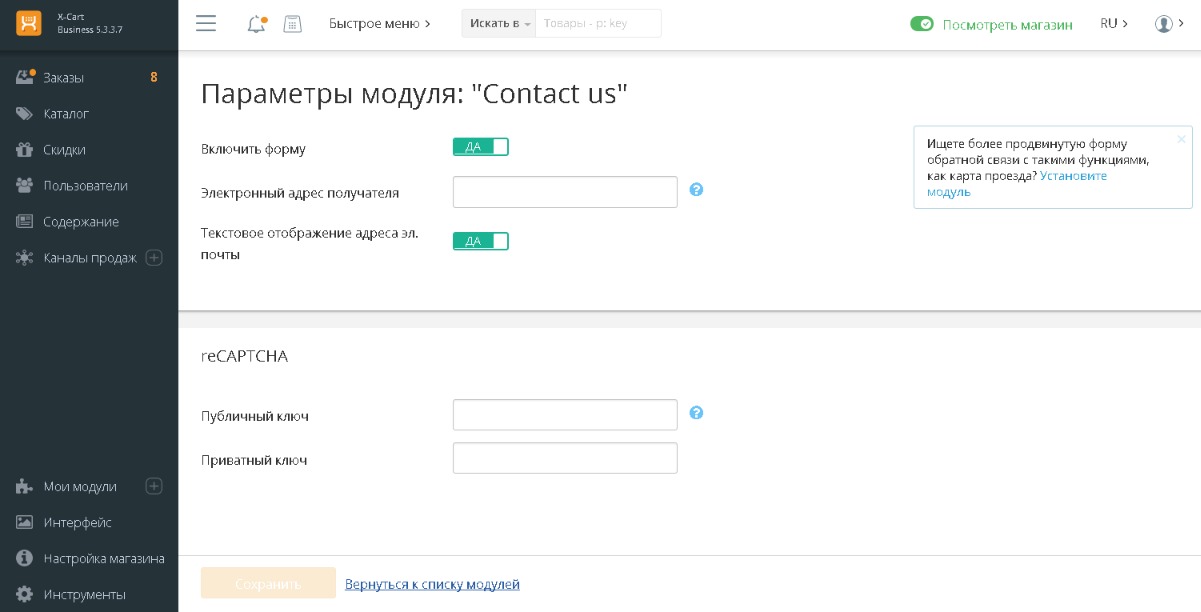 X-Cart
Business 5.3.3.7
Быстрое меню
Искать в
Товары - p: key
Посмотреть магазин
RU
Заказы 8
Каталог
Скидки
Пользователи
Содержание
Каналы продаж
Мои модули
Интерфейс
Настройка магазина
Инструменты
Параметры модуля: "Contact us"
Включить форму
ДА
Электронный адрес получателя
Текстовое отображение адреса эл.
почты
ДА
Ищете более продвинутую форму
обратной связи с такими функциями,
как карта проезда? Установите
модуль
reCAPTCHA
Публичный ключ
Приватный ключ
Сохранить
Вернуться к списку модулей